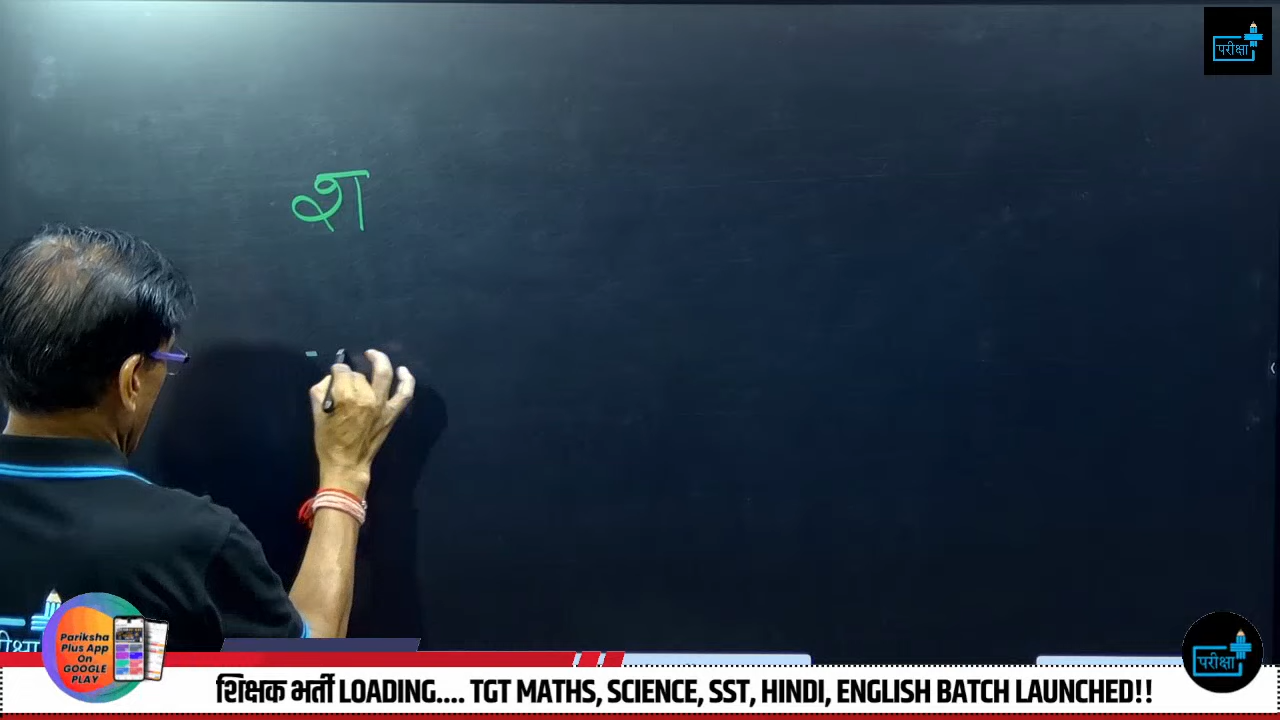 परीक्षा
श
Pariksha
Plus App
On
GOOGLE
PLAY
परीक्षा
शिक्षक भर्ती LOADING.... TGT MATHS, SCIENCE, SST, HINDI, ENGLISH BATCH LAUNCHED!!